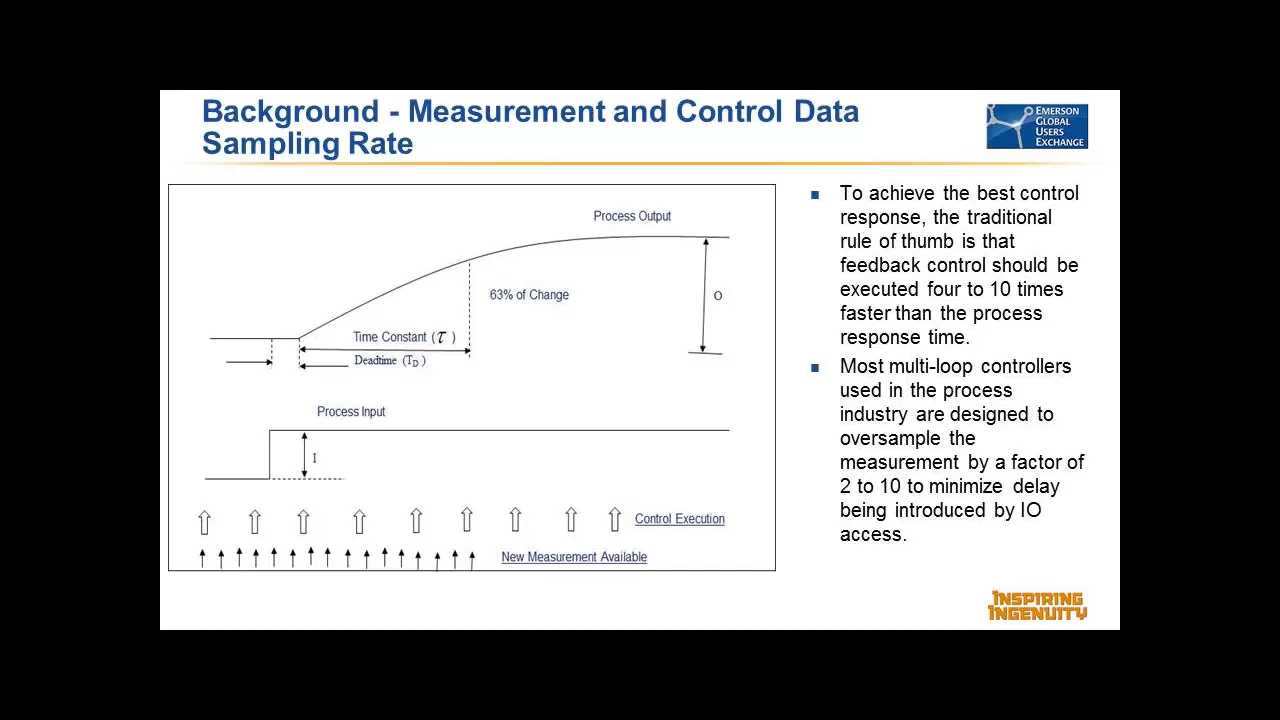 Background - Measurement and Control Data
Sampling Rate
EMERSON
GLOBAL
USERS
EXCHANGE
Process Output
63% of Change
O
Time Constant (τ)
Deadtime (TD)
Process Input
I
Control Execution
New Measurement Available
To achieve the best control
response, the traditional
rule of thumb is that
feedback control should be
executed four to 10 times
faster than the process
response time.
Most multi-loop controllers
used in the process
industry are designed to
oversample the
measurement by a factor of
2 to 10 to minimize delay
being introduced by IO
access.
INSPIRING
INGENUITY